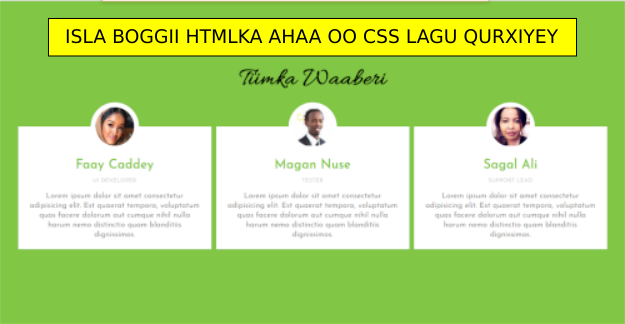 ISLA BOGGII HTMLKA AHAA OO CSS LAGU QURXIYEY
Tiimka Waaberi
Faay Caddey
UI DEVELOPER
Lorem ipsum dolor sit amet consectetur
adipisicing elit. Est quaerat tempora, voluptatum
quas facere dolorum aut cumque nihil nulla
harum nemo distinctio quam blanditiis
dignissimos.
Magan Nuse
TESTER
Lorem ipsum dolor sit amet consectetur
adipisicing elit. Est quaerat tempora, voluptatum
quas facere dolorum aut cumque nihil nulla
harum nemo distinctio quam blanditiis
dignissimos.
Sagal Ali
SUPPORT LEAD
Lorem ipsum dolor sit amet consectetur
adipisicing elit. Est quaerat tempora, voluptatum
quas facere dolorum aut cumque nihil nulla
harum nemo distinctio quam blanditiis
dignissimos.